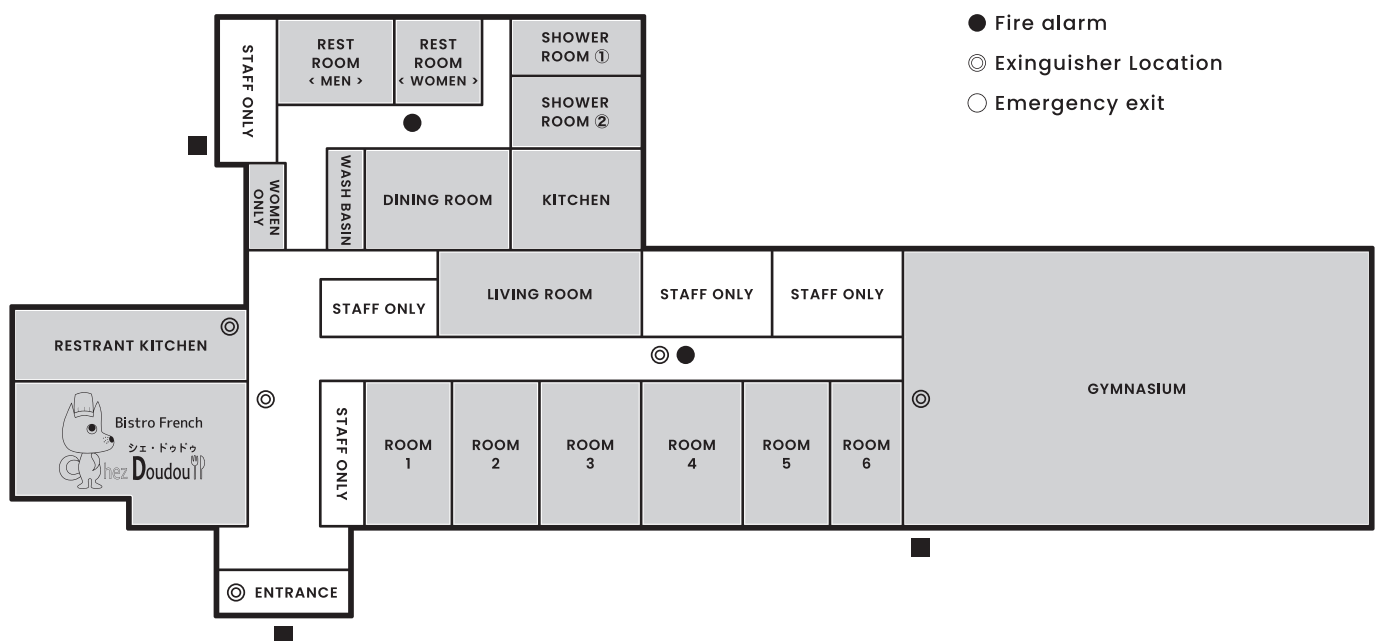 Fire alarm
Exinguisher Location
Emergency exit
STAFF ONLY
REST
ROOM
< MEN >
REST
ROOM
< WOMEN >
SHOWER
ROOM ①
SHOWER
ROOM ②
WOMEN
ONLY
WASH BASIN
DINING ROOM
KITCHEN
STAFF ONLY
LIVING ROOM
STAFF ONLY
STAFF ONLY
RESTRANT KITCHEN
GYMNASIUM
Bistro French
シェ・ドゥドゥ
Chez Doudou
STAFF ONLY
ROOM
1
ROOM
2
ROOM
3
ROOM
4
ROOM
5
ROOM
6
ENTRANCE